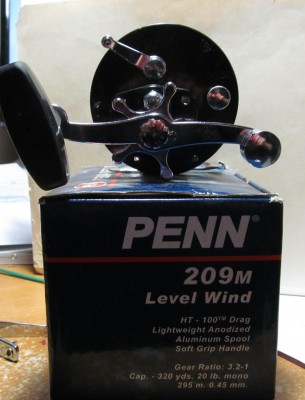 PENN®
209M
Level Wind
HT - 100™ Drag
Lightweight Anodized
Aluminum Spool
Soft Grip Handle
Gear Ratio: 3.2-1
Cap. - 320 yds. 20 lb. mono
295 m. 0.45 mm.